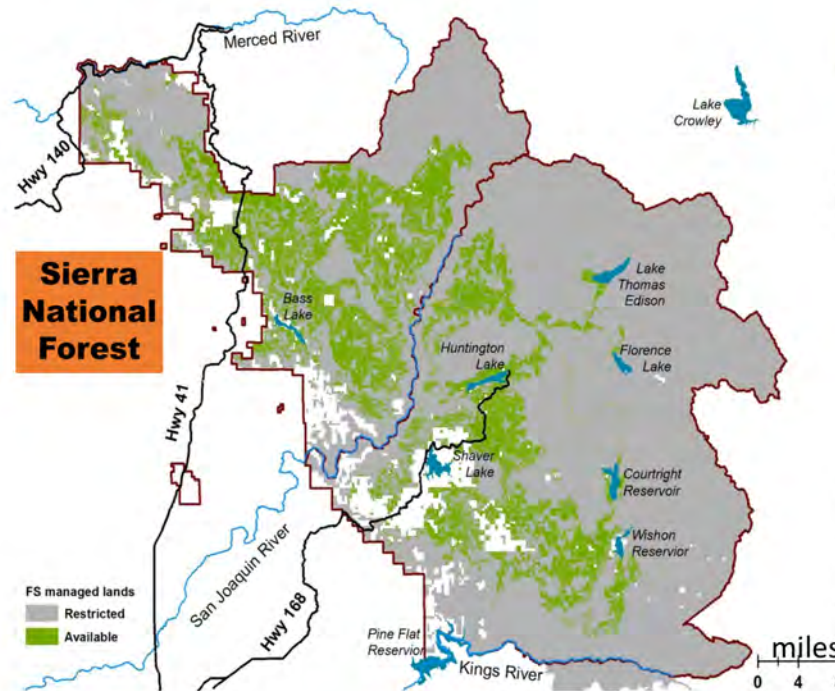 Merced River
Lake
Crowley
Hwy 140
Sierra
National
Forest
Bass
Lake
Lake
Thomas
Edison
Huntington
Lake
Florence
Lake
Hwy 41
Shaver
Lake
Courtright
Reservoir
Wishon
Reservior
San Joaquin River
FS managed lands
Restricted
Available
Hwy 168
Pine Flat
Reservior
Kings River
miles
0 4